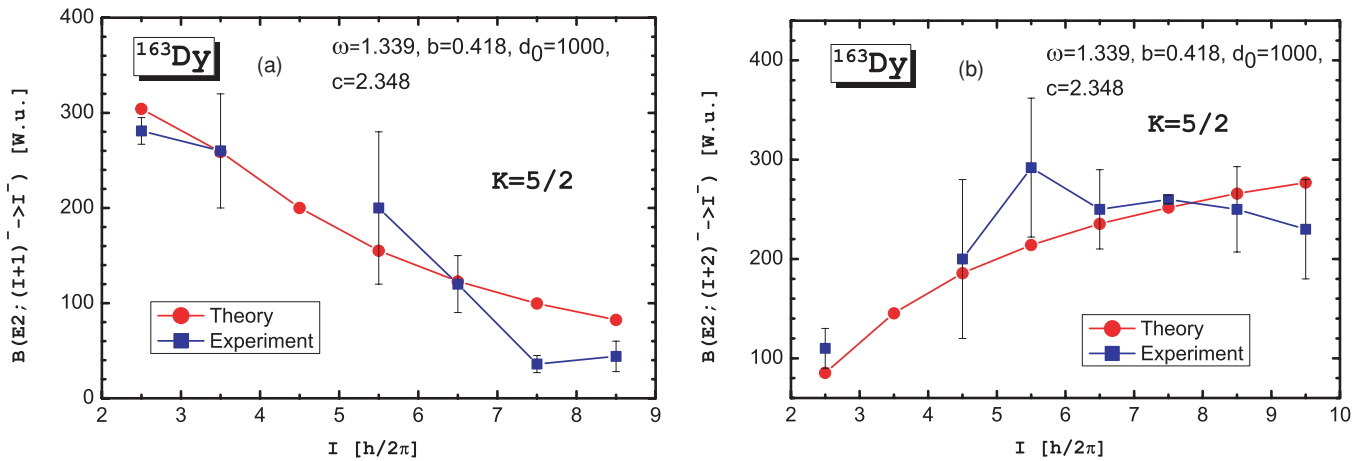 400
300
200
100
0
B(E2;(I+1)⁻->I⁻) [W.u.]
¹⁶³Dy
(a)
ω=1.339, b=0.418, d₀=1000,
c=2.348
K=5/2
Theory
Experiment
2 3 4 5 6 7 8 9
I [h/2π]
400
300
200
100
B(E2;(I+2)⁻->I⁻) [W.u.]
¹⁶³Dy
(b)
ω=1.339, b=0.418, d₀=1000,
c=2.348
K=5/2
Theory
Experiment
2 3 4 5 6 7 8 9 10
I [h/2π]